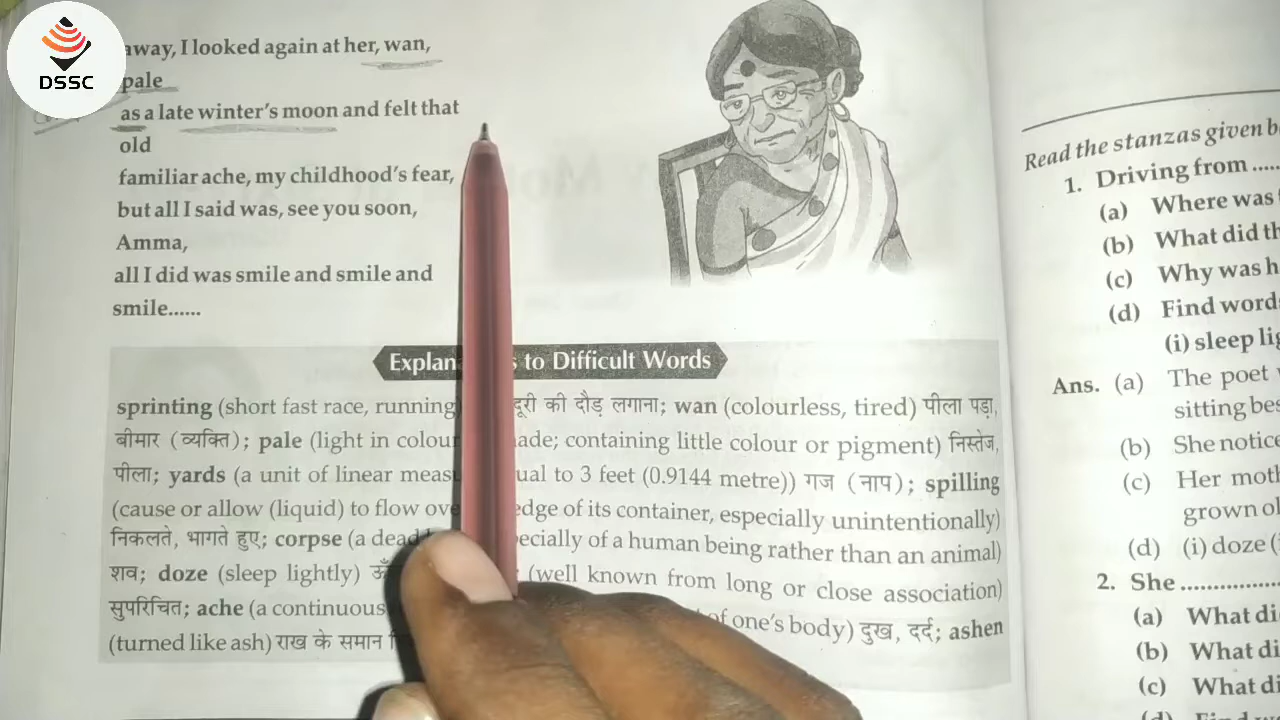 DSSC
away, I looked again at her, wan,
pale
as a late winter's moon and felt that
old
familiar ache, my childhood's fear,
but all I said was, see you soon,
Amma,
all I did was smile and smile and
smile......
Explan s to Difficult Words
sprinting (short fast race, running) दूरी की दौड़ लगाना; wan (colourless, tired) पीला पड़ा,
बीमार (व्यक्ति); pale (light in colour ade; containing little colour or pigment) निस्तेज,
पीला; yards (a unit of linear measu ual to 3 feet (0.9144 metre)) गज (नाप); spilling
(cause or allow (liquid) to flow ove edge of its container, especially unintentionally)
निकलते, भागते हुए; corpse (a dead ecially of a human being rather than an animal)
शव; doze (sleep lightly) (well known from long or close association)
सुपरिचित; ache (a continuous of one's body) दुख, दर्द; ashen
(turned like ash) राख के समान
Read the stanzas given b
1. Driving from .....
(a) Where was
(b) What did th
(c) Why was h
(d) Find word
(i) sleep lig
Ans. (a) The poet
sitting bes
(b) She notice
(c) Her moth
grown ol
(d) (i) doze (
2. She ...............
(a) What di
(b) What di
(c) What di